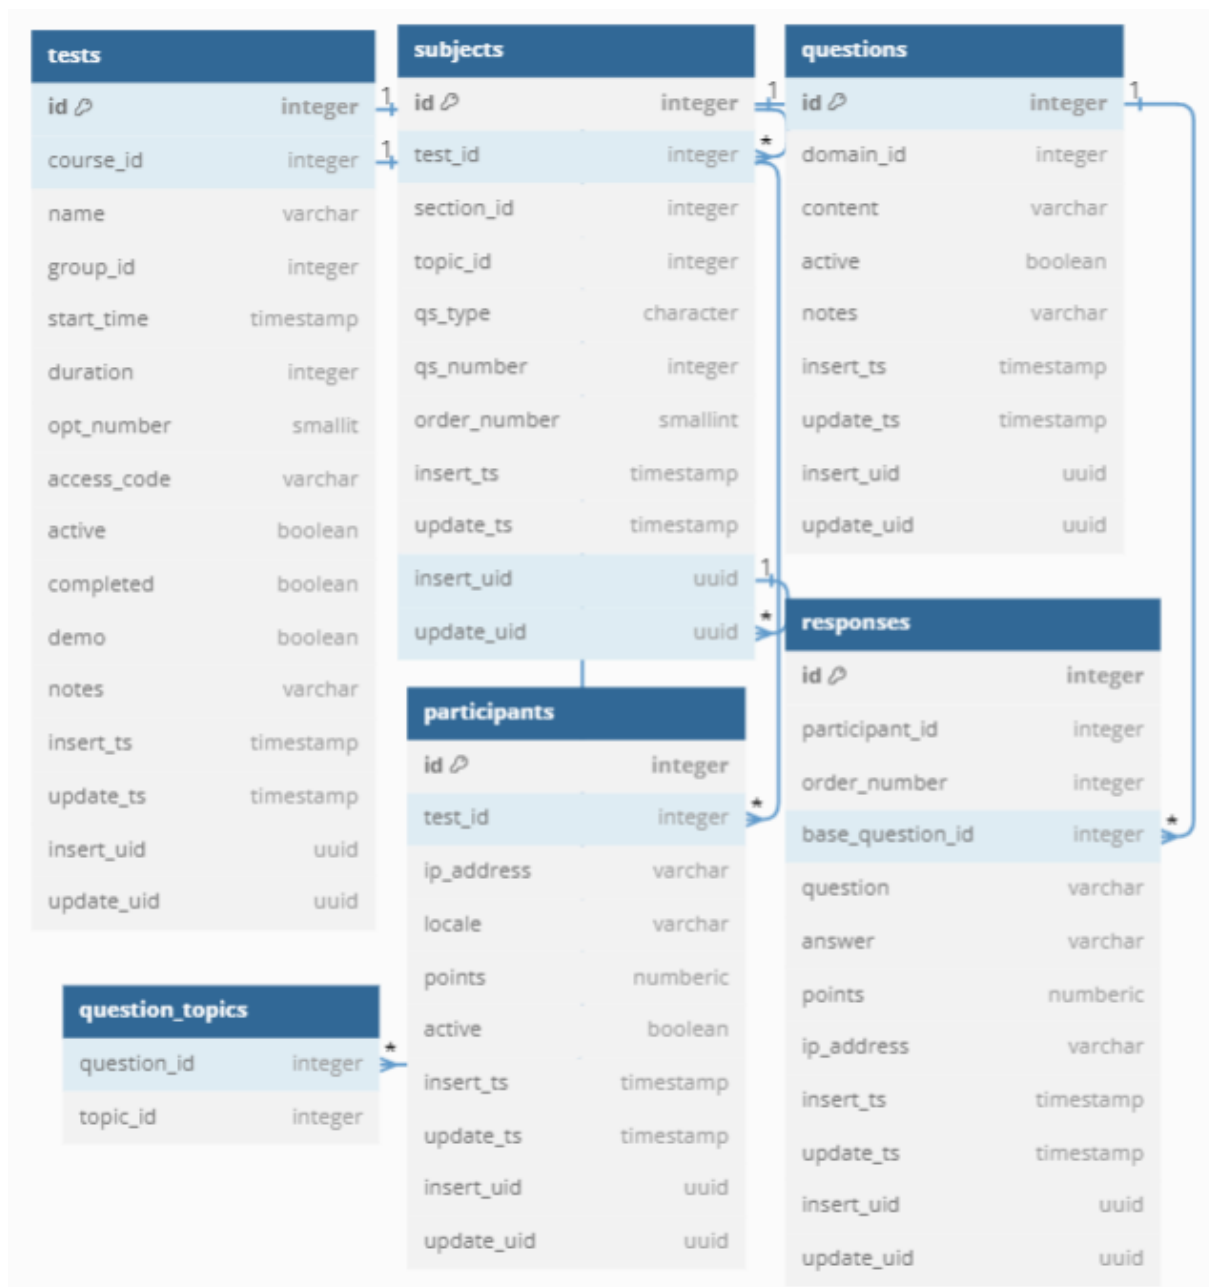 tests
id integer 1
course_id integer 1
name varchar
group_id integer
start_time timestamp
duration integer
opt_number smallit
access_code varchar
active boolean
completed boolean
demo boolean
notes varchar
insert_ts timestamp
update_ts timestamp
insert_uid uuid
update_uid uuid
subjects
id integer 1
test_id integer *
section_id integer
topic_id integer
qs_type character
qs_number integer
order_number smallint
insert_ts timestamp
update_ts timestamp
insert_uid uuid 1
update_uid uuid *
questions
id integer 1
domain_id integer
content varchar
active boolean
notes varchar
insert_ts timestamp
update_ts timestamp
insert_uid uuid
update_uid uuid
participants
id integer
test_id integer *
ip_address varchar
locale varchar
points numberic
active boolean
insert_ts timestamp
update_ts timestamp
insert_uid uuid
update_uid uuid
responses
id integer
participant_id integer
order_number integer
base_question_id integer *
question varchar
answer varchar
points numberic
ip_address varchar
insert_ts timestamp
update_ts timestamp
insert_uid uuid
update_uid uuid
question_topics
question_id integer *
topic_id integer